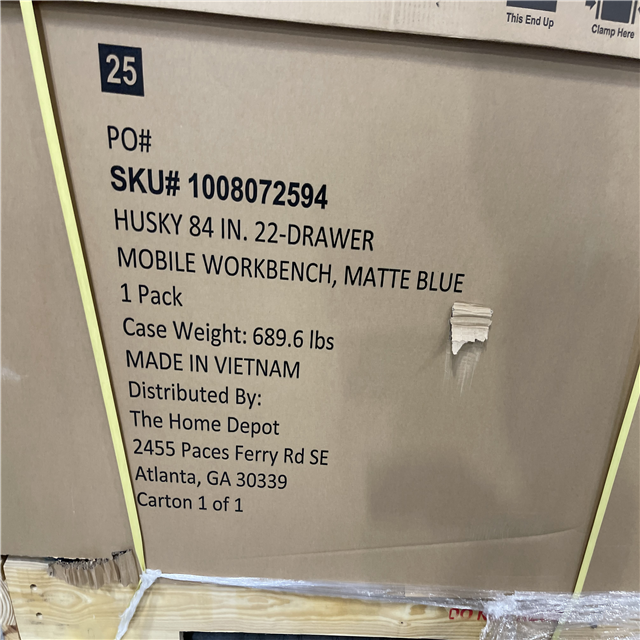 This End Up
Clamp Here
25
PO#
SKU# 1008072594
HUSKY 84 IN. 22-DRAWER
MOBILE WORKBENCH, MATTE BLUE
1 Pack
Case Weight: 689.6 lbs
MADE IN VIETNAM
Distributed By:
The Home Depot
2455 Paces Ferry Rd SE
Atlanta, GA 30339
Carton 1 of 1
DO